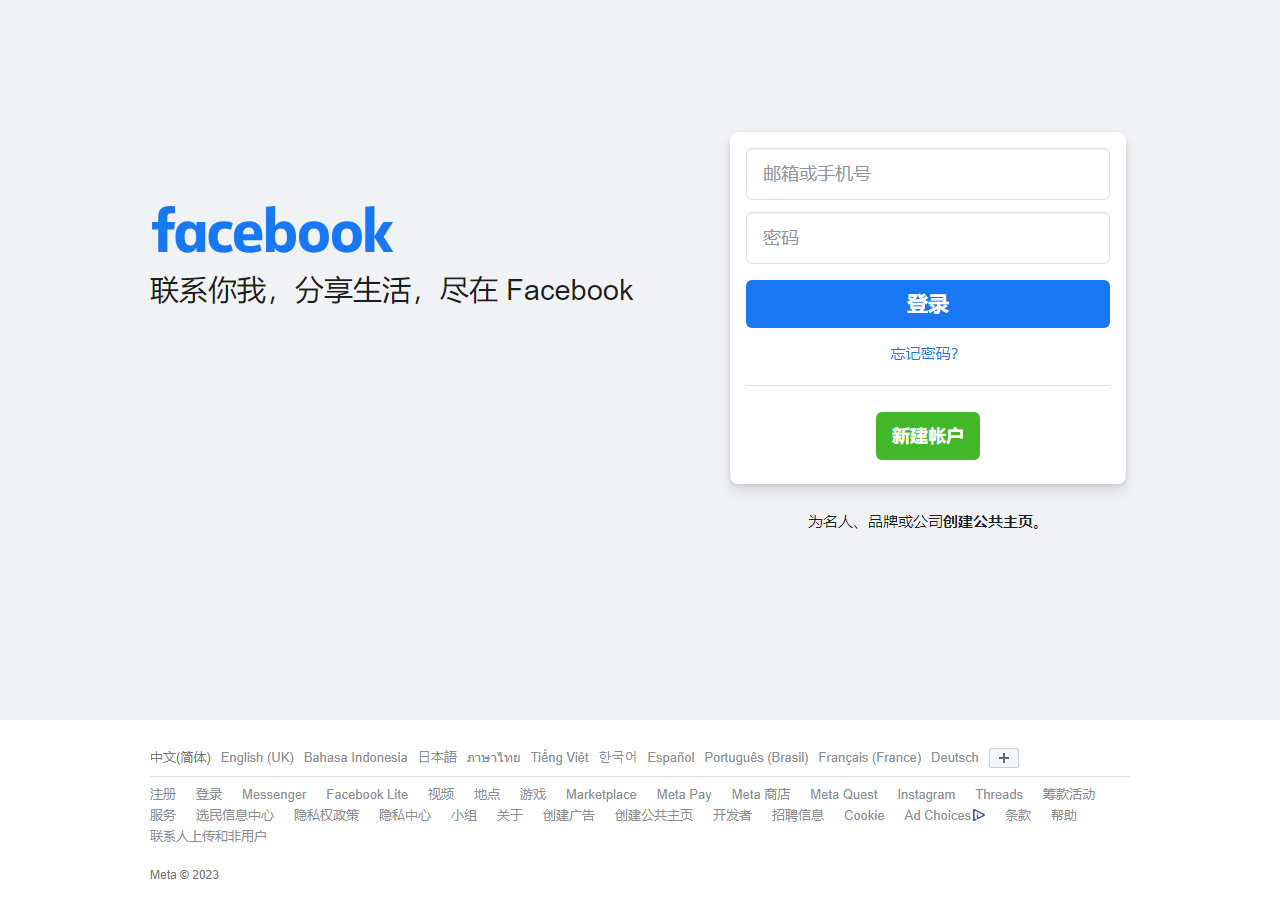 facebook
联系你我，分享生活，尽在 Facebook
邮箱或手机号
密码
登录
忘记密码?
新建帐户
为名人、品牌或公司创建公共主页。
中文(简体) English (UK) Bahasa Indonesia 日本語 ภาษาไทย Tiếng Việt 한국어 Español Português (Brasil) Français (France) Deutsch
注册 登录 Messenger Facebook Lite 视频 地点 游戏 Marketplace Meta Pay Meta 商店 Meta Quest Instagram Threads 筹款活动
服务 选民信息中心 隐私权政策 隐私中心 小组 关于 创建广告 创建公共主页 开发者 招聘信息 Cookie Ad Choices 条款 帮助
联系人上传和非用户
Meta © 2023